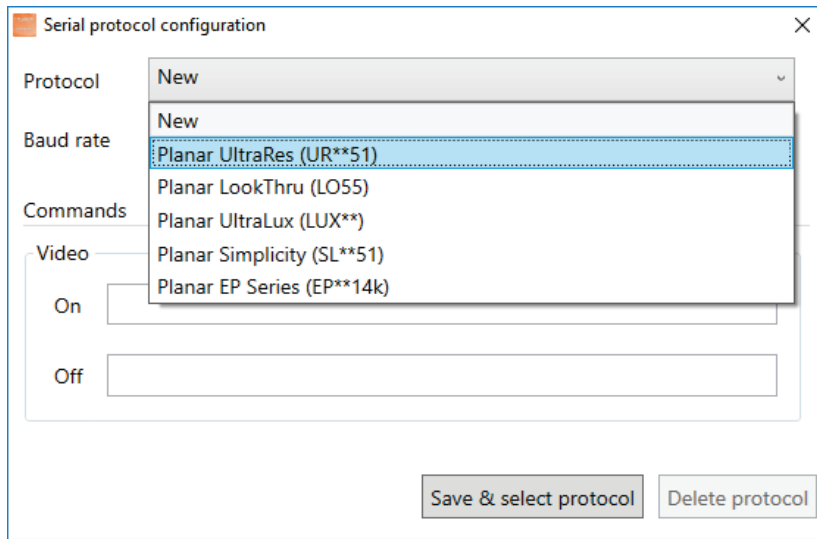 Serial protocol configuration
Protocol
New
New
Baud rate
Planar UltraRes (UR**51)
Planar LookThru (LO55)
Commands
Planar UltraLux (LUX**)
Video
Planar Simplicity (SL**51)
Planar EP Series (EP**14k)
On
Off
Save & select protocol
Delete protocol